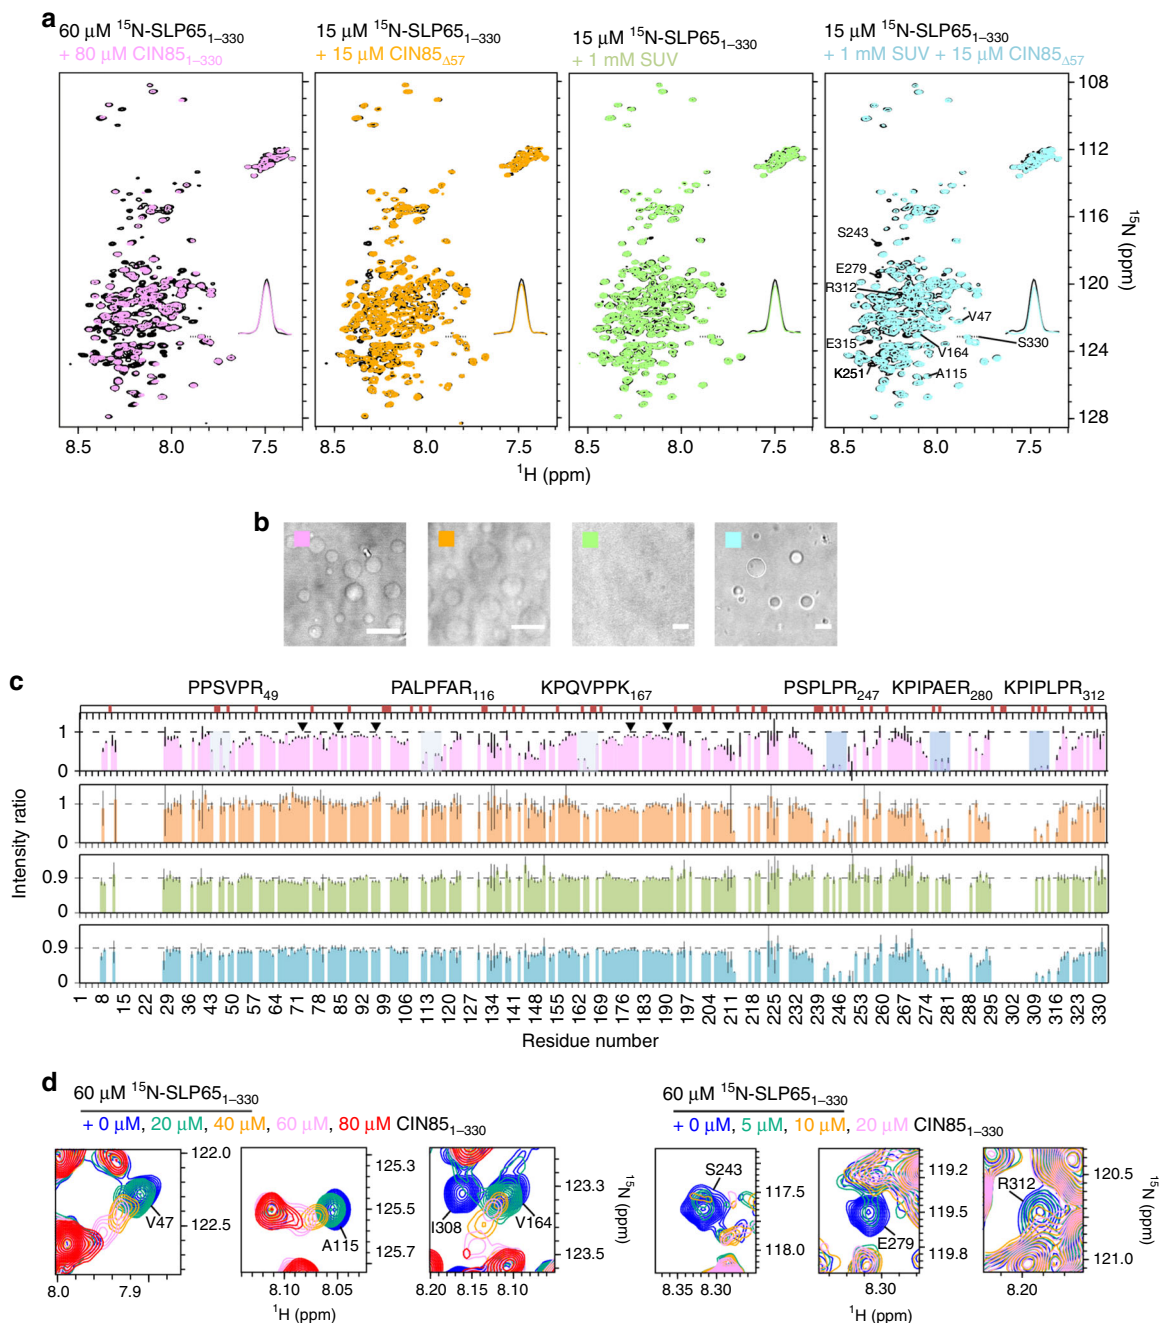 a
60 μM ¹⁵N-SLP65₁₋₃₃₀
+ 80 μM CIN85₁₋₃₃₀
15 μM ¹⁵N-SLP65₁₋₃₃₀
+ 15 μM CIN85Δ57
15 μM ¹⁵N-SLP65₁₋₃₃₀
+ 1 mM SUV
15 μM ¹⁵N-SLP65₁₋₃₃₀
+ 1 mM SUV + 15 μM CIN85Δ57
108
112
116
120
124
128
¹⁵N (ppm)
S243
E279
R312
V47
E315
V164
S330
K251
A115
8.5 8.0 7.5
8.5 8.0 7.5
8.5 8.0 7.5
8.5 8.0 7.5
¹H (ppm)
b
c
PPSVPR₄₉ PALPFAR₁₁₆ KPQVPPK₁₆₇ PSPLPR₂₄₇ KPIPAER₂₈₀ KPIPLPR₃₁₂
Intensity ratio
1
0
1
0
0.9
0
0.9
0
1 8 15 22 29 36 43 50 57 64 71 78 85 92 99 106 113 120 127 134 141 148 155 162 169 176 183 190 197 204 211 218 225 232 239 246 253 260 267 274 281 288 295 302 309 316 323 330
Residue number
d
60 μM ¹⁵N-SLP65₁₋₃₃₀
+ 0 μM, 20 μM, 40 μM, 60 μM, 80 μM CIN85₁₋₃₃₀
60 μM ¹⁵N-SLP65₁₋₃₃₀
+ 0 μM, 5 μM, 10 μM, 20 μM CIN85₁₋₃₃₀
122.0
122.5
V47
8.0 7.9
125.3
125.5
125.7
A115
8.10 8.05
123.3
123.5
I308
V164
8.20 8.15 8.10
¹⁵N (ppm)
¹H (ppm)
S243
117.5
118.0
8.35 8.30
E279
119.2
119.5
119.8
8.30
R312
120.5
121.0
8.20
¹⁵N (ppm)
¹H (ppm)